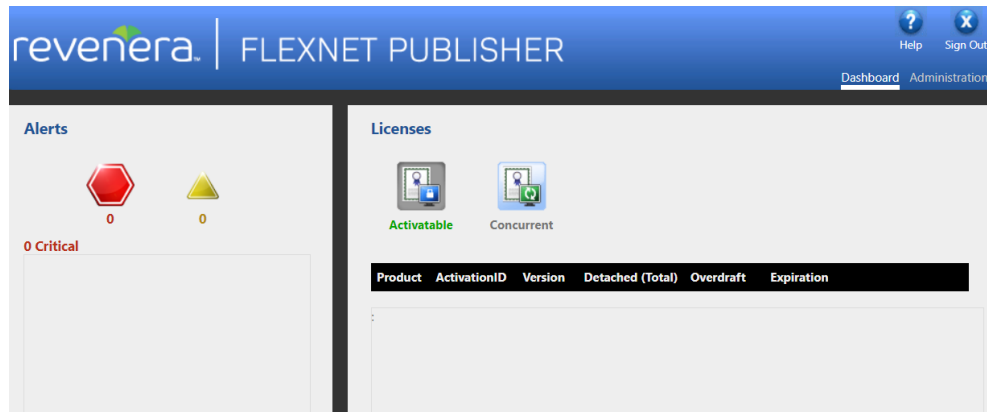 revenera. FLEXNET PUBLISHER
? X
Help Sign Out
Dashboard Administration
Alerts
0 0
0 Critical
Licenses
Activatable Concurrent
Product ActivationID Version Detached (Total) Overdraft Expiration
: